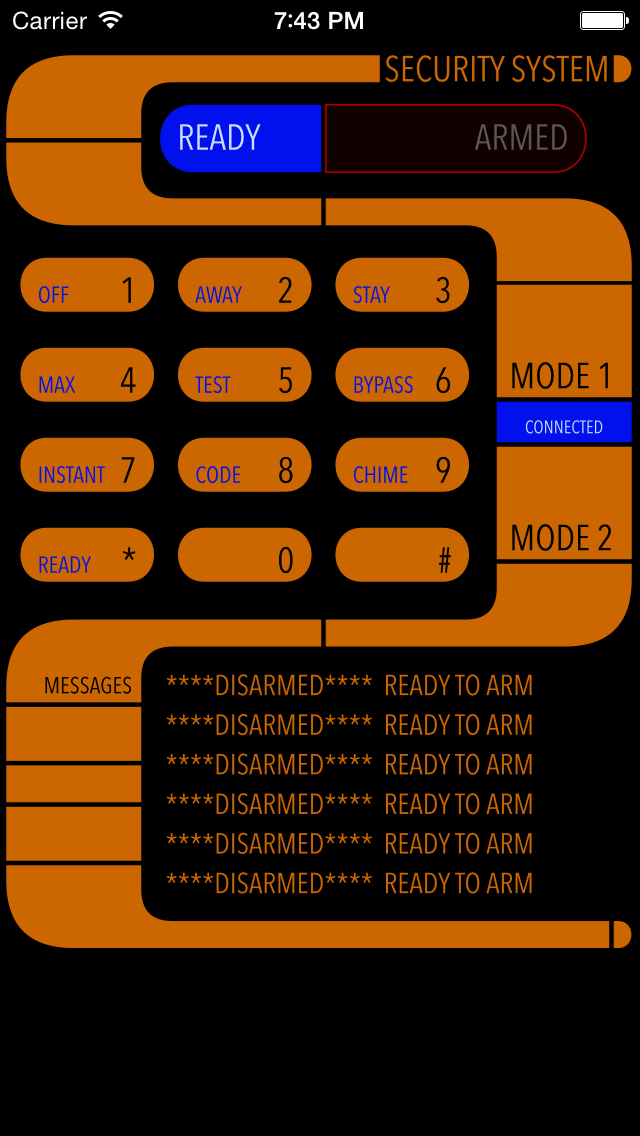 Carrier 7:43 PM
SECURITY SYSTEM
READY ARMED
OFF 1 AWAY 2 STAY 3
MODE 1
MAX 4 TEST 5 BYPASS 6
CONNECTED
INSTANT 7 CODE 8 CHIME 9
MODE 2
READY * 0 #
MESSAGES
****DISARMED**** READY TO ARM
****DISARMED**** READY TO ARM
****DISARMED**** READY TO ARM
****DISARMED**** READY TO ARM
****DISARMED**** READY TO ARM
****DISARMED**** READY TO ARM